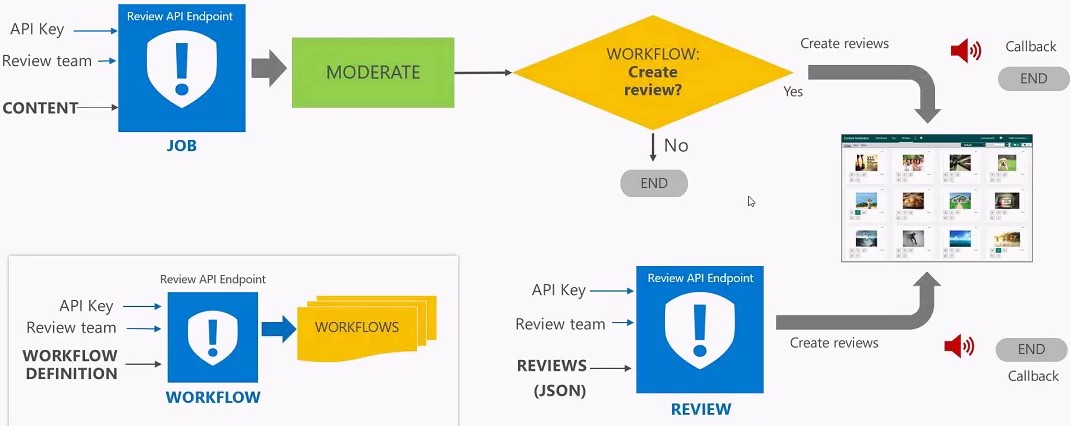 Review API Endpoint
API Key
Review team
CONTENT
JOB
MODERATE
WORKFLOW:
Create
review?
Yes
No
END
Create reviews
Callback
END
Review API Endpoint
API Key
Review team
WORKFLOW
DEFINITION
WORKFLOW
WORKFLOWS
Review API Endpoint
API Key
Review team
REVIEWS
(JSON)
REVIEW
Create reviews
END
Callback